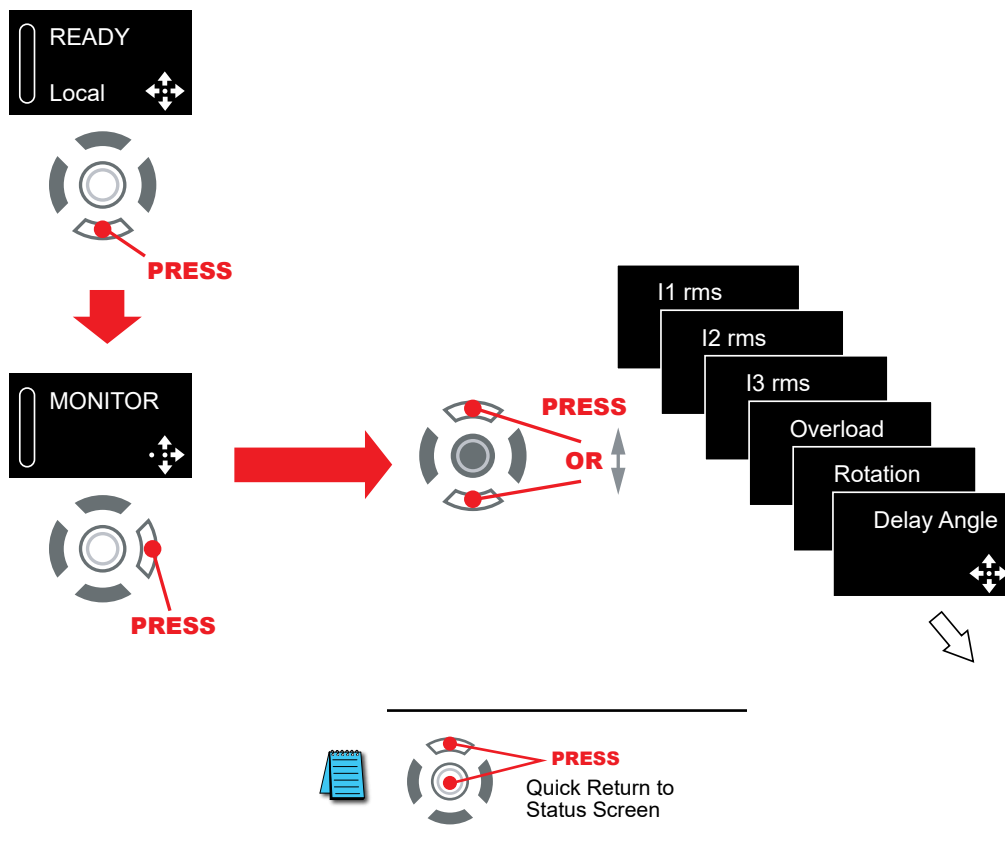 READY
Local
PRESS
MONITOR
PRESS
PRESS
OR
I1 rms
I2 rms
I3 rms
Overload
Rotation
Delay Angle
PRESS
Quick Return to
Status Screen